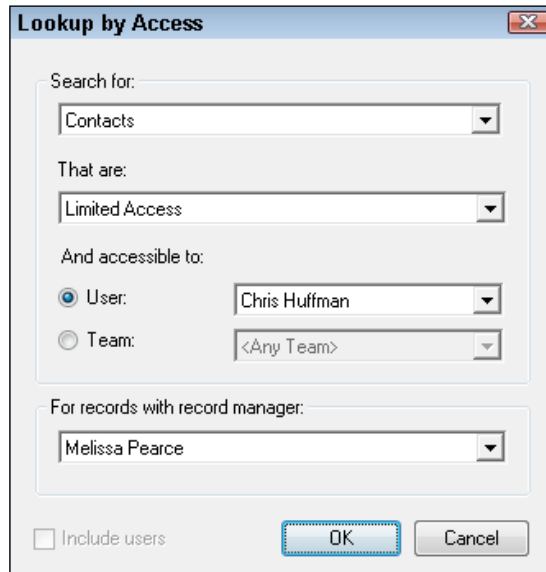 Lookup by Access
Search for:
Contacts
That are:
Limited Access
And accessible to:
User: Chris Huffman
Team: <Any Team>
For records with record manager:
Melissa Pearce
Include users OK Cancel